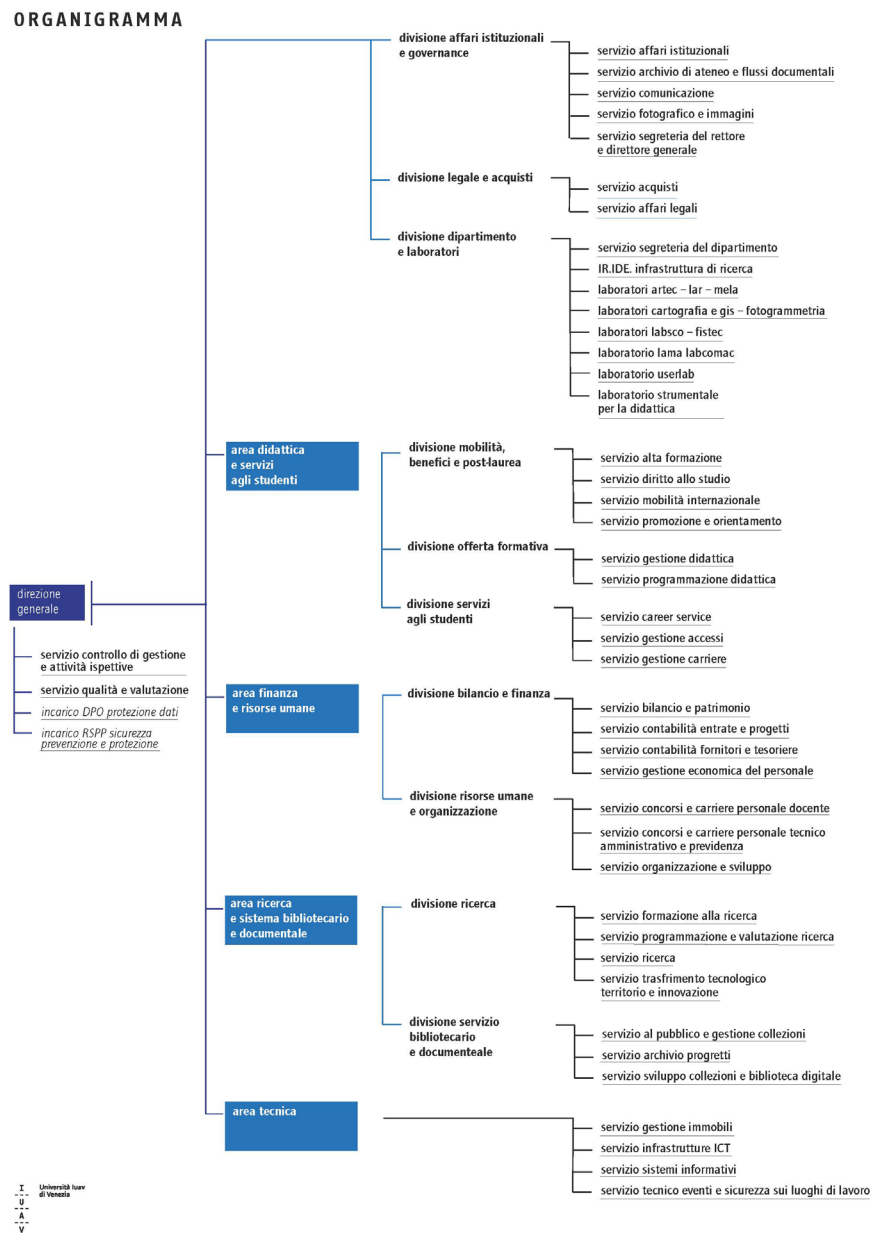 ORGANIGRAMMA
divisione affari istituzionali
e governance
servizio affari istituzionali
servizio archivio di ateneo e flussi documentali
servizio comunicazione
servizio fotografico e immagini
servizio segreteria del rettore
e direttore generale
divisione legale e acquisti
servizio acquisti
servizio affari legali
divisione dipartimento
e laboratori
servizio segreteria del dipartimento
IR.IDE. infrastruttura di ricerca
laboratori artec – lar – mela
laboratori cartografia e gis – fotogrammetria
laboratori labsco – fistec
laboratorio lama labcomac
laboratorio userlab
laboratorio strumentale
per la didattica
area didattica
e servizi
agli studenti
divisione mobilità,
benefici e post-laurea
servizio alta formazione
servizio diritto allo studio
servizio mobilità internazionale
servizio promozione e orientamento
divisione offerta formativa
servizio gestione didattica
servizio programmazione didattica
divisione servizi
agli studenti
servizio career service
servizio gestione accessi
servizio gestione carriere
direzione
generale
servizio controllo di gestione
e attività ispettive
servizio qualità e valutazione
incarico DPO protezione dati
incarico RSPP sicurezza
prevenzione e protezione
area finanza
e risorse umane
divisione bilancio e finanza
servizio bilancio e patrimonio
servizio contabilità entrate e progetti
servizio contabilità fornitori e tesoriere
servizio gestione economica del personale
divisione risorse umane
e organizzazione
servizio concorsi e carriere personale docente
servizio concorsi e carriere personale tecnico
amministrativo e previdenza
servizio organizzazione e sviluppo
area ricerca
e sistema bibliotecario
e documentale
divisione ricerca
servizio formazione alla ricerca
servizio programmazione e valutazione ricerca
servizio ricerca
servizio trasfrimento tecnologico
territorio e innovazione
divisione servizio
bibliotecario
e documenteale
servizio al pubblico e gestione collezioni
servizio archivio progretti
servizio sviluppo collezioni e biblioteca digitale
area tecnica
servizio gestione immobili
servizio infrastrutture ICT
servizio sistemi informativi
servizio tecnico eventi e sicurezza sui luoghi di lavoro
I
U
A
V
Università Iuav
di Venezia